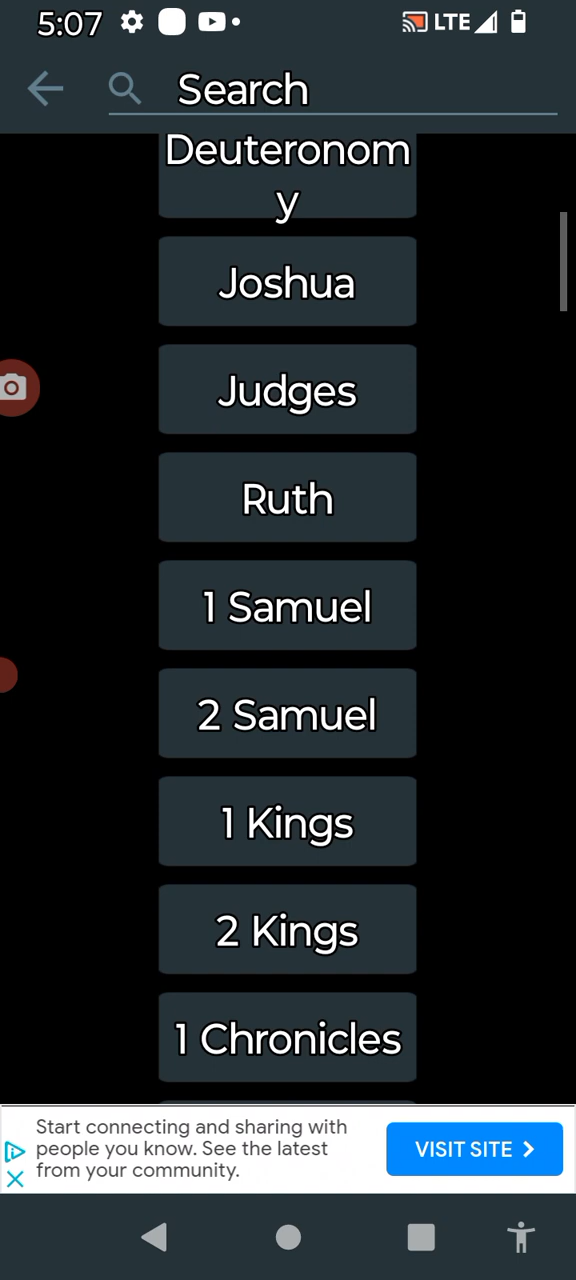 5:07
LTE
Search
Deuteronom
y
Joshua
Judges
Ruth
1 Samuel
2 Samuel
1 Kings
2 Kings
1 Chronicles
Start connecting and sharing with
people you know. See the latest
from your community.
VISIT SITE